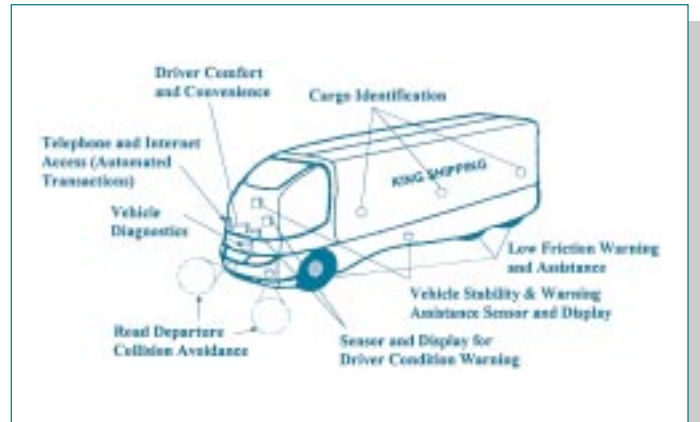 Driver Comfort
and Convenience
Cargo Identification
Telephone and Internet
Access (Automated
Transactions)
KING SHIPPING
Vehicle
Diagnostics
Low Friction Warning
and Assistance
Vehicle Stability & Warning
Assistance Sensor and Display
Road Departure
Collision Avoidance
Sensor and Display for
Driver Condition Warning